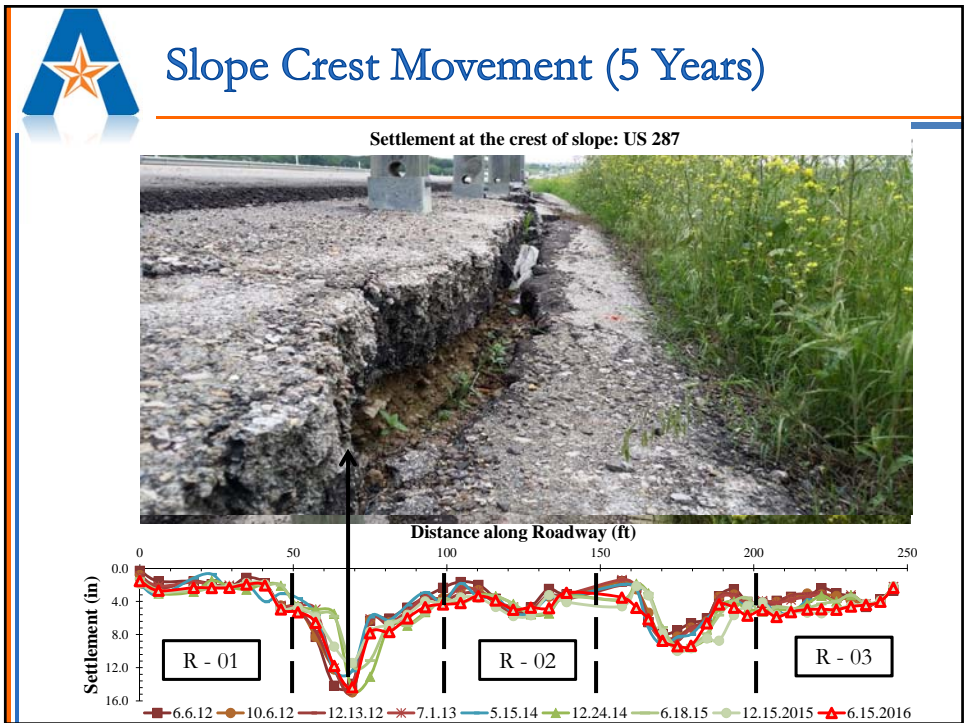 Slope Crest Movement (5 Years)
Settlement at the crest of slope: US 287
Distance along Roadway (ft)
0 50 100 150 200 250
Settlement (in)
0.0
4.0
8.0
12.0
16.0
R - 01
R - 02
R - 03
6.6.12 10.6.12 12.13.12 7.1.13 5.15.14 12.24.14 6.18.15 12.15.2015 6.15.2016